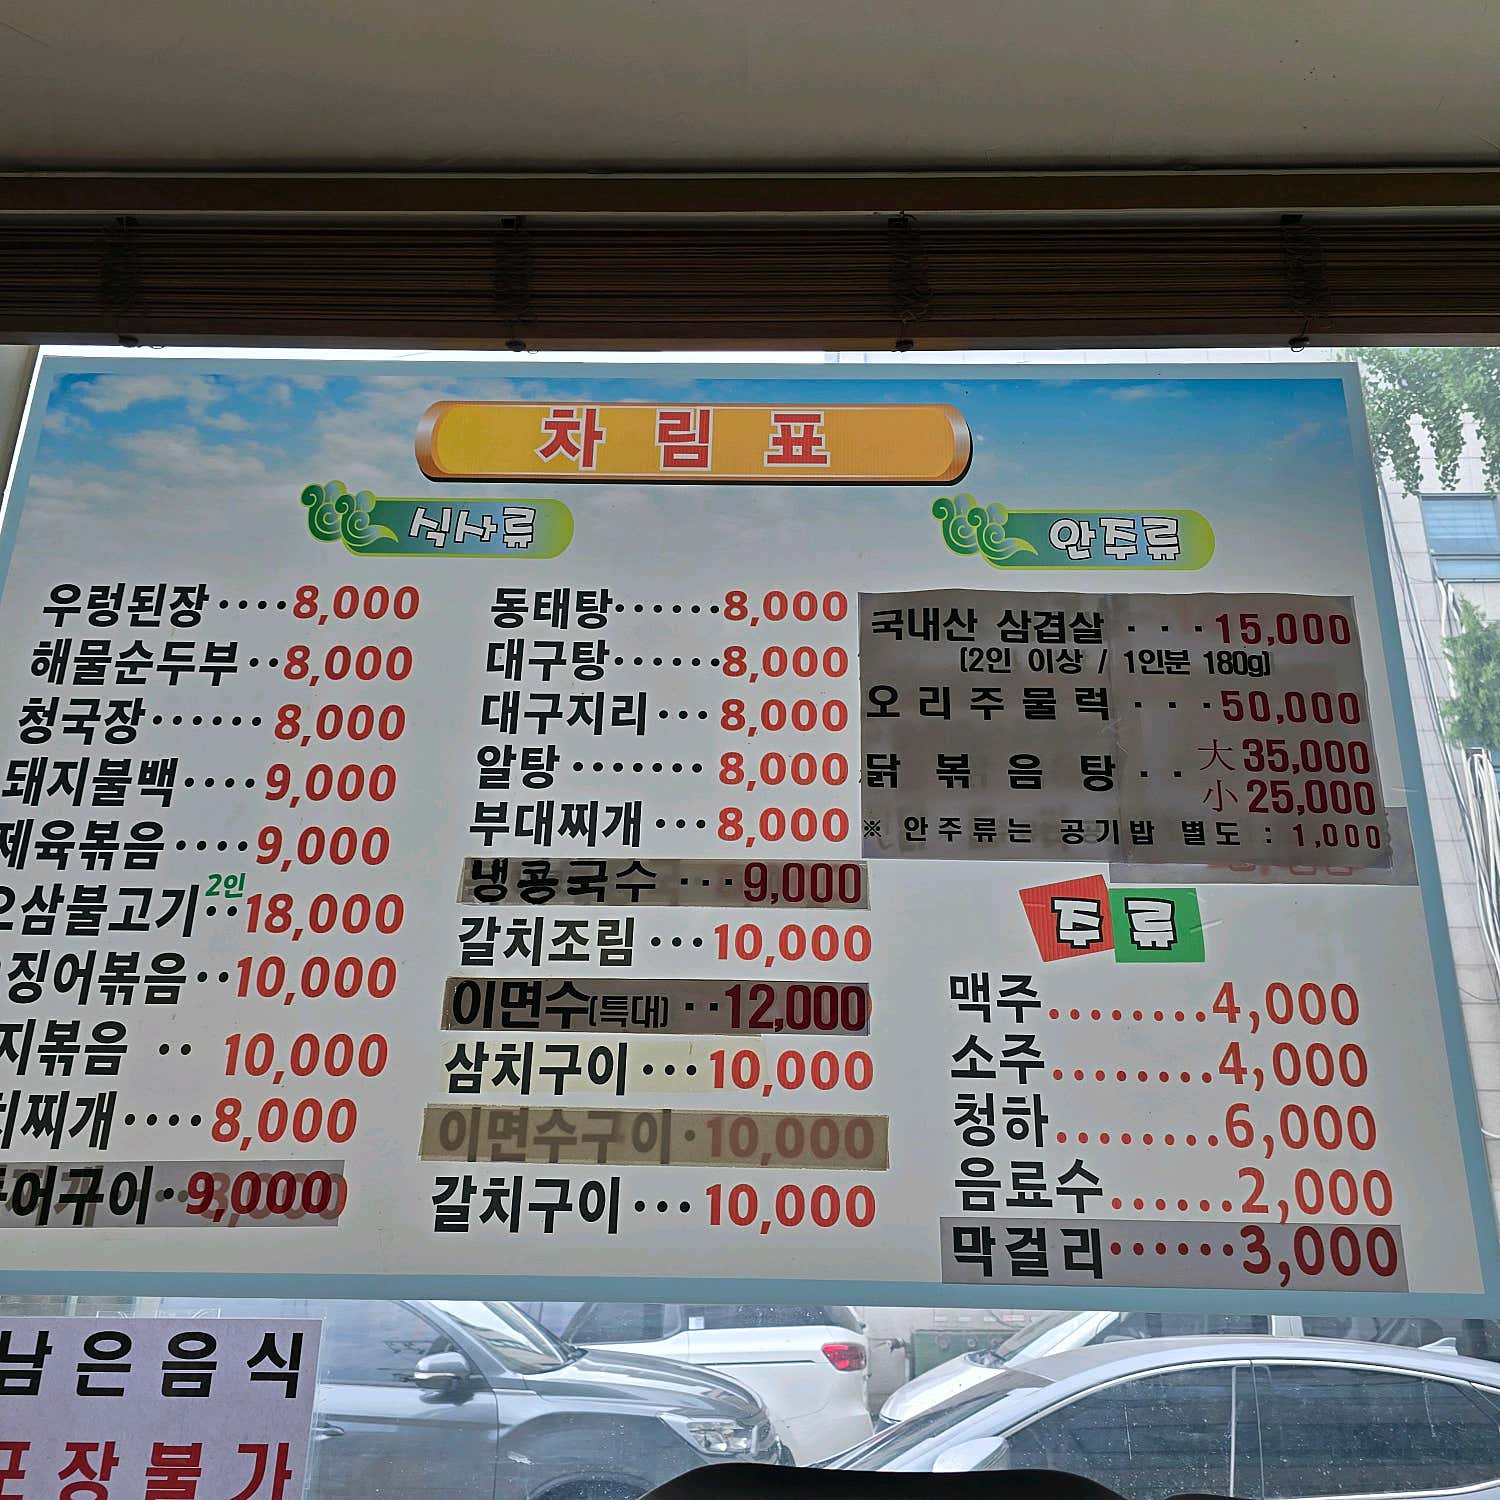 차림표
식사류
우렁된장····8,000
해물순두부··8,000
청국장······8,000
돼지불백····9,000
제육볶음····9,000
오삼불고기··18,000
2인
징어볶음··10,000
지볶음 ·· 10,000
치찌개····8,000
어구이··9,000
동태탕······8,000
대구탕······8,000
대구지리···8,000
알탕·······8,000
부대찌개···8,000
냉콩국수···9,000
갈치조림···10,000
이면수(특대)··12,000
삼치구이···10,000
이면수구이·10,000
갈치구이···10,000
안주류
국내산 삼겹살 ···15,000
(2인 이상 / 1인분 180g)
오리주물럭 ···50,000
닭볶음탕 ·· 大 35,000
小 25,000
※ 안주류는 공기밥 별도 : 1,000
주류
맥주........4,000
소주........4,000
청하........6,000
음료수......2,000
막걸리······3,000
남은음식
포장불가